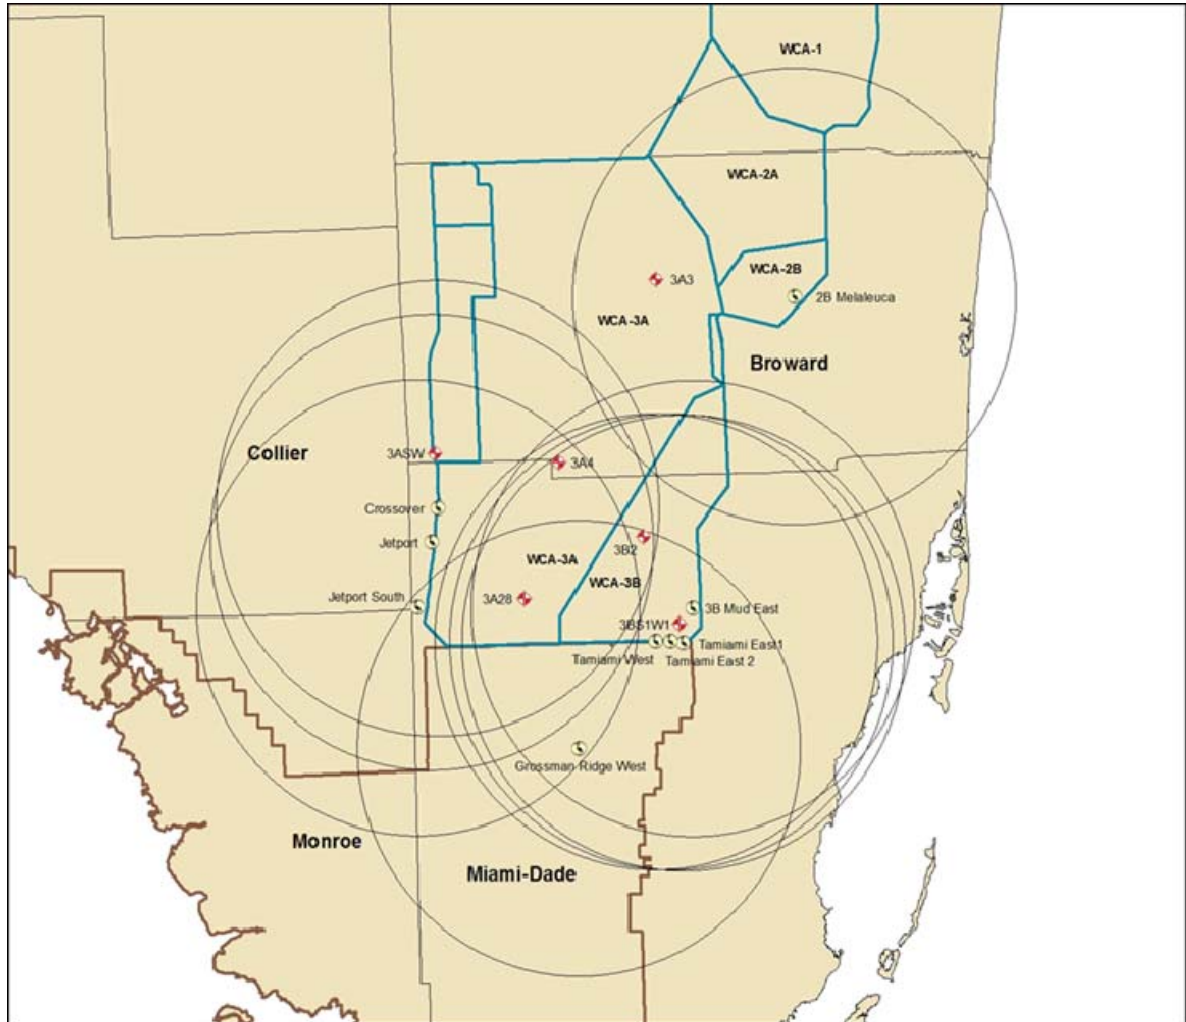 WCA-1
WCA-2A
WCA-2B
3A3
2B Melaleuca
WCA-3A
Broward
Collier
3ASW
3A4
Crossover
Jetport
3B2
WCA-3A
WCA-3B
Jetport South
3A28
3B Mud East
3BS1W1
Tamiami East1
Tamiami West
Tamiami East 2
Grossman Ridge West
Monroe
Miami-Dade